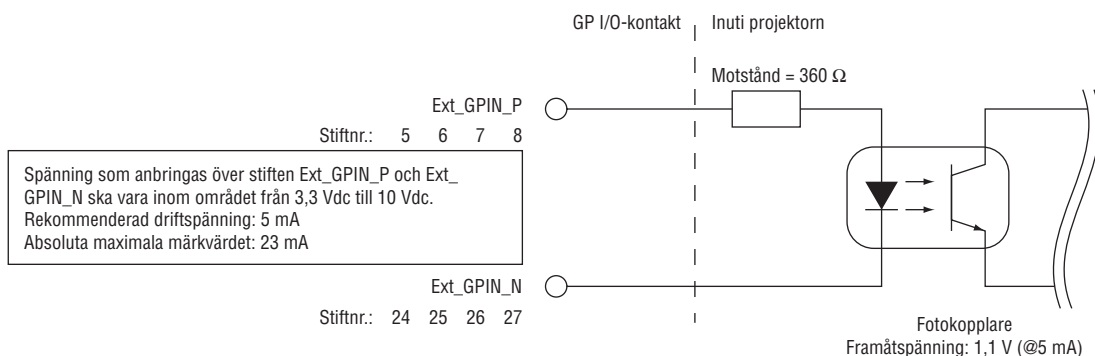 GP I/O-kontakt
Inuti projektorn
Motstånd = 360 Ω
Ext_GPIN_P
Stiftnr.: 5 6 7 8
Spänning som anbringas över stiften Ext_GPIN_P och Ext_
GPIN_N ska vara inom området från 3,3 Vdc till 10 Vdc.
Rekommenderad driftspänning: 5 mA
Absoluta maximala märkvärdet: 23 mA
Ext_GPIN_N
Stiftnr.: 24 25 26 27
Fotokopplare
Framåtspänning: 1,1 V (@5 mA)